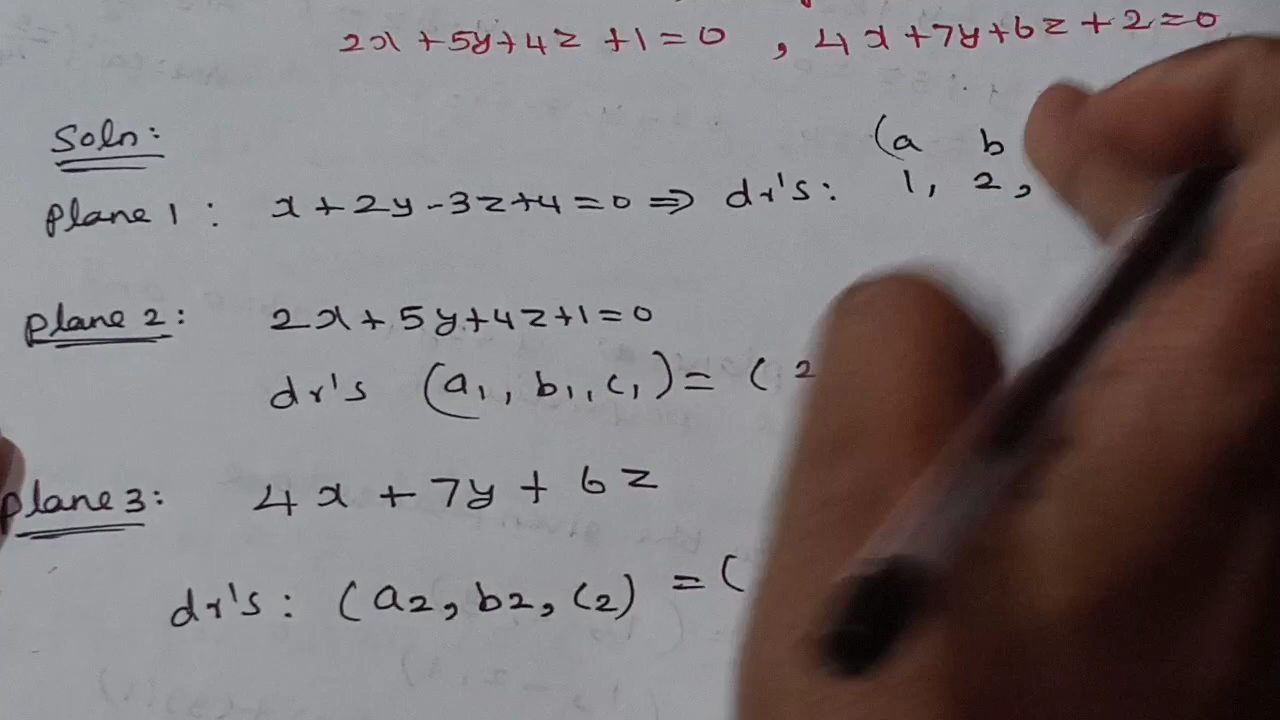 2x+5y+4z+1=0 , 4x+7y+6z+2=0
Soln:
(a b
Plane 1: x+2y-3z+4=0 ⇒ dr's: 1, 2,
Plane 2: 2x+5y+4z+1=0
dr's (a₁, b₁, c₁) = ( 2
Plane 3: 4x+7y+6z
dr's: (a2, b2, c2) = (